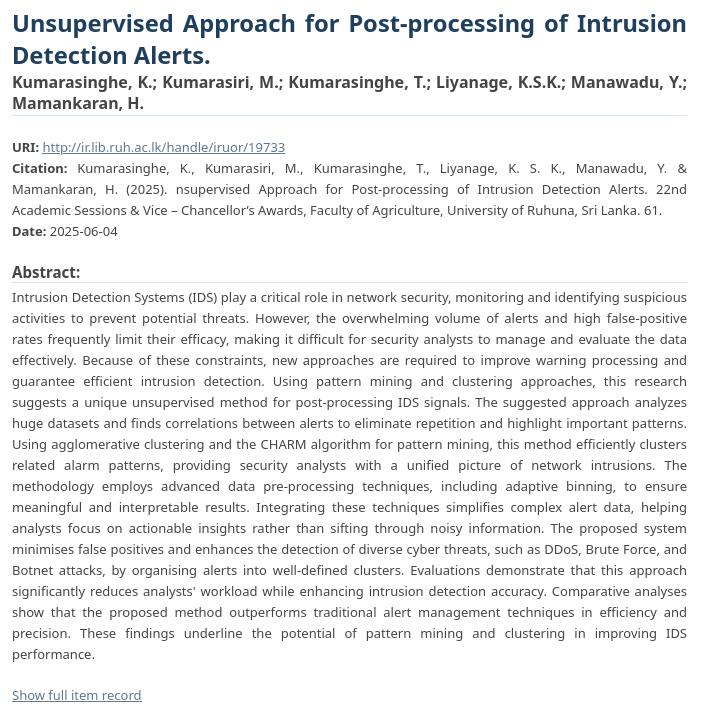 Unsupervised Approach for Post-processing of Intrusion
Detection Alerts.
Kumarasinghe, K.; Kumarasiri, M.; Kumarasinghe, T.; Liyanage, K.S.K.; Manawadu, Y.;
Mamankaran, H.
URI: http://ir.lib.ruh.ac.lk/handle/iruor/19733
Citation: Kumarasinghe, K., Kumarasiri, M., Kumarasinghe, T., Liyanage, K. S. K., Manawadu, Y. &
Mamankaran, H. (2025). nsupervised Approach for Post-processing of Intrusion Detection Alerts. 22nd
Academic Sessions & Vice – Chancellor’s Awards, Faculty of Agriculture, University of Ruhuna, Sri Lanka. 61.
Date: 2025-06-04
Abstract:
Intrusion Detection Systems (IDS) play a critical role in network security, monitoring and identifying suspicious
activities to prevent potential threats. However, the overwhelming volume of alerts and high false-positive
rates frequently limit their efficacy, making it difficult for security analysts to manage and evaluate the data
effectively. Because of these constraints, new approaches are required to improve warning processing and
guarantee efficient intrusion detection. Using pattern mining and clustering approaches, this research
suggests a unique unsupervised method for post-processing IDS signals. The suggested approach analyzes
huge datasets and finds correlations between alerts to eliminate repetition and highlight important patterns.
Using agglomerative clustering and the CHARM algorithm for pattern mining, this method efficiently clusters
related alarm patterns, providing security analysts with a unified picture of network intrusions. The
methodology employs advanced data pre-processing techniques, including adaptive binning, to ensure
meaningful and interpretable results. Integrating these techniques simplifies complex alert data, helping
analysts focus on actionable insights rather than sifting through noisy information. The proposed system
minimises false positives and enhances the detection of diverse cyber threats, such as DDoS, Brute Force, and
Botnet attacks, by organising alerts into well-defined clusters. Evaluations demonstrate that this approach
significantly reduces analysts' workload while enhancing intrusion detection accuracy. Comparative analyses
show that the proposed method outperforms traditional alert management techniques in efficiency and
precision. These findings underline the potential of pattern mining and clustering in improving IDS
performance.
Show full item record